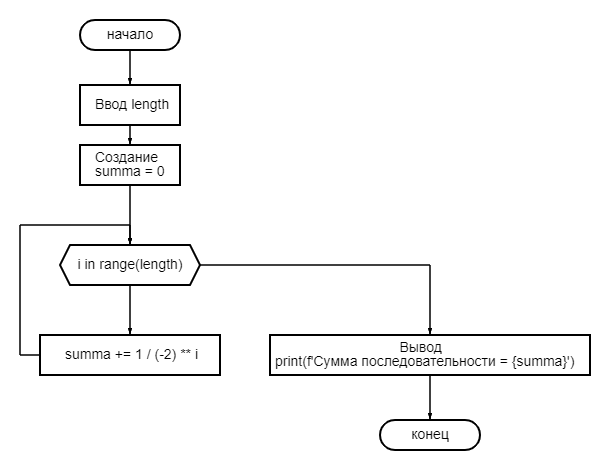 начало
Ввод length
Создание
summa = 0
i in range(length)
summa += 1 / (-2) ** i
Вывод
print(f'Сумма последовательности = {summa}')
конец